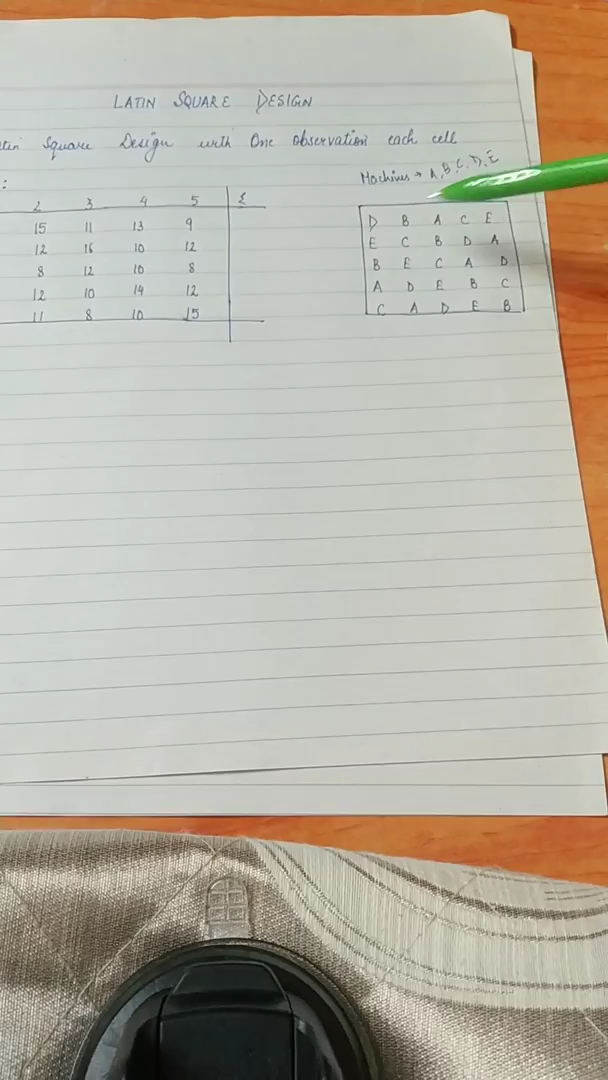 LATIN SQUARE DESIGN
Square Design with One observation each cell
:
Machines → A, B, C, D, E
2 3 4 5 Σ
15 11 13 9
12 16 10 12
8 12 10 8
12 10 14 12
11 8 10 15
D B A C E
E C B D A
B E C A D
A D E B C
C A D E B